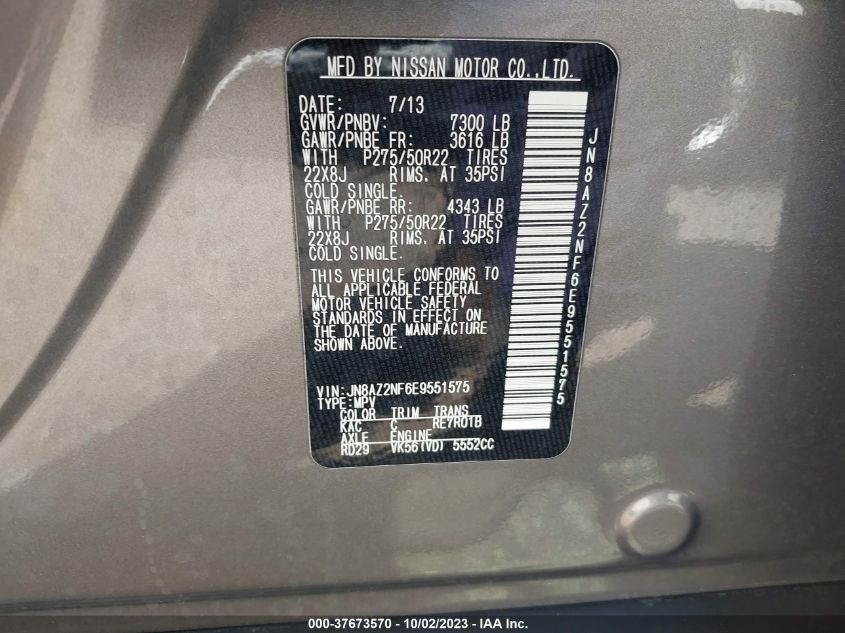 MFD BY NISSAN MOTOR CO.,LTD.
DATE: 7/13
GVWR/PNBV: 7300 LB
GAWR/PNBE FR: 3616 LB
WITH P275/50R22 TIRES
22X8J RIMS, AT 35PSI
COLD SINGLE.
GAWR/PNBE RR: 4343 LB
WITH P275/50R22 TIRES
22X8J RIMS, AT 35PSI
COLD SINGLE.
THIS VEHICLE CONFORMS TO
ALL APPLICABLE FEDERAL
MOTOR VEHICLE SAFETY
STANDARDS IN EFFECT ON
THE DATE OF MANUFACTURE
SHOWN ABOVE.
VIN:JN8AZ2NF6E9551575
TYPE:MPV
COLOR TRIM TRANS
KAC C RE7R01B
AXLE ENGINE
RD29 VK56(VD) 5552CC
JN8AZ2NF6E9551575
000-37673570 - 10/02/2023 - IAA Inc.